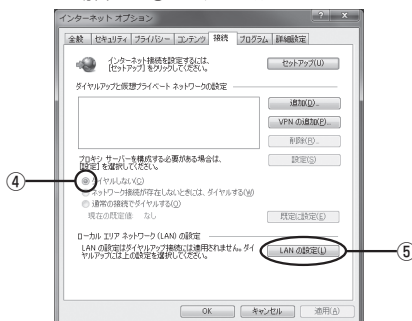 インターネット オプション
全般 セキュリティ プライバシー コンテンツ 接続 プログラム 詳細設定
インターネット接続を設定するには、
[セットアップ] をクリックしてください。
セットアップ(U)
ダイヤルアップと仮想プライベート ネットワークの設定
追加(D)...
VPN の追加(P)...
削除(R)...
プロキシ サーバーを構成する必要がある場合は、
[設定] を選択してください。
設定(S)
④
ダイヤルしない(C)
ネットワーク接続が存在しないときには、ダイヤルする(W)
通常の接続でダイヤルする(O)
現在の既定値 なし
既定に設定(E)
ローカル エリア ネットワーク (LAN) の設定
LAN の設定はダイヤルアップ接続には適用されません。ダイ
ヤルアップには上の設定を選択してください。
LAN の設定(L)
⑤
OK キャンセル 適用(A)